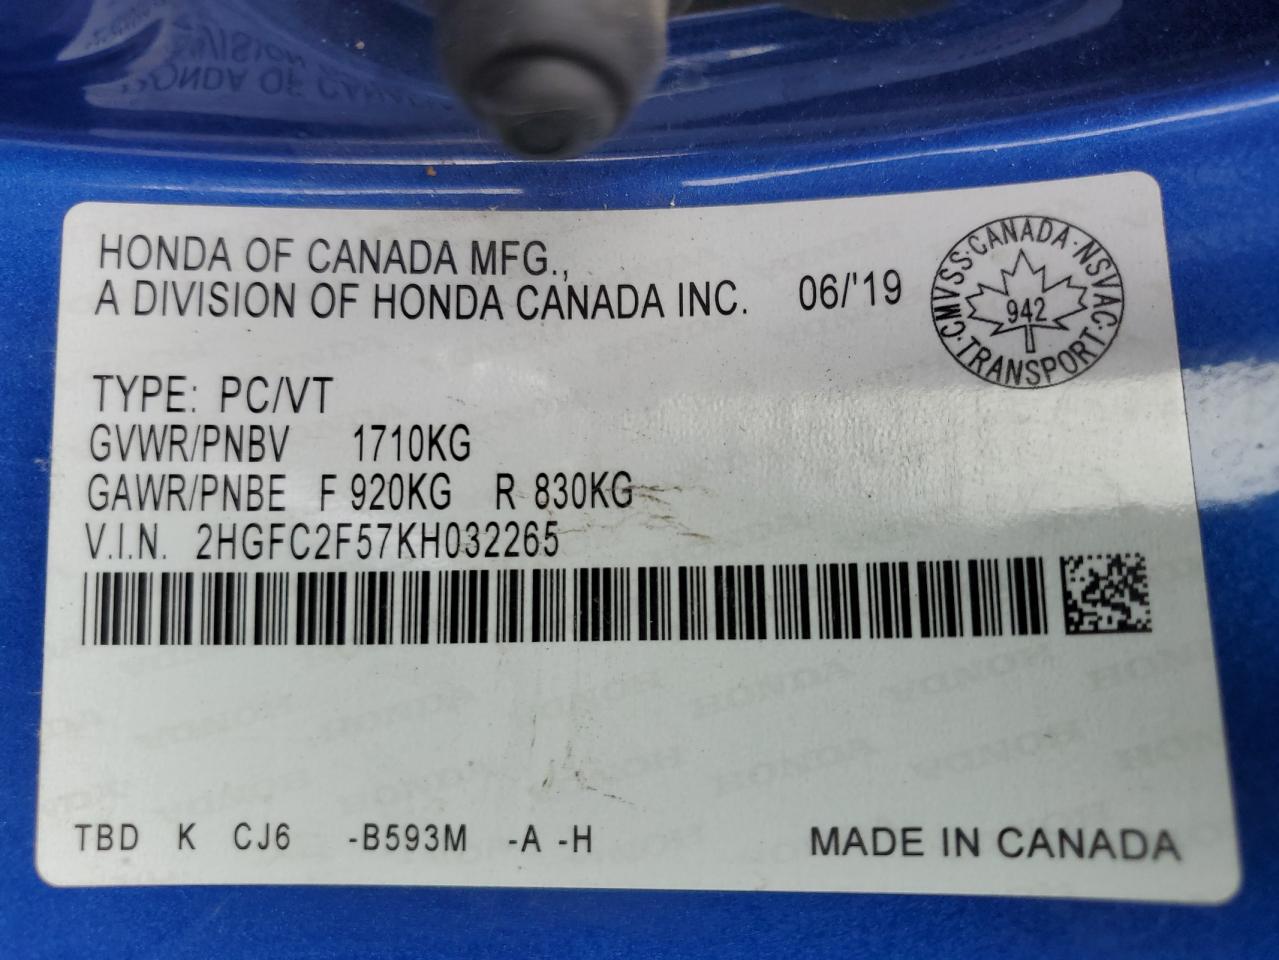 HONDA OF CANADA MFG.,
A DIVISION OF HONDA CANADA INC. 06/'19
CMVSS·CANADA·NSVAC·TRANSPORT·
942
TYPE: PC/VT
GVWR/PNBV 1710KG
GAWR/PNBE F 920KG R 830KG
V.I.N. 2HGFC2F57KH032265
TBD K CJ6 -B593M -A -H MADE IN CANADA